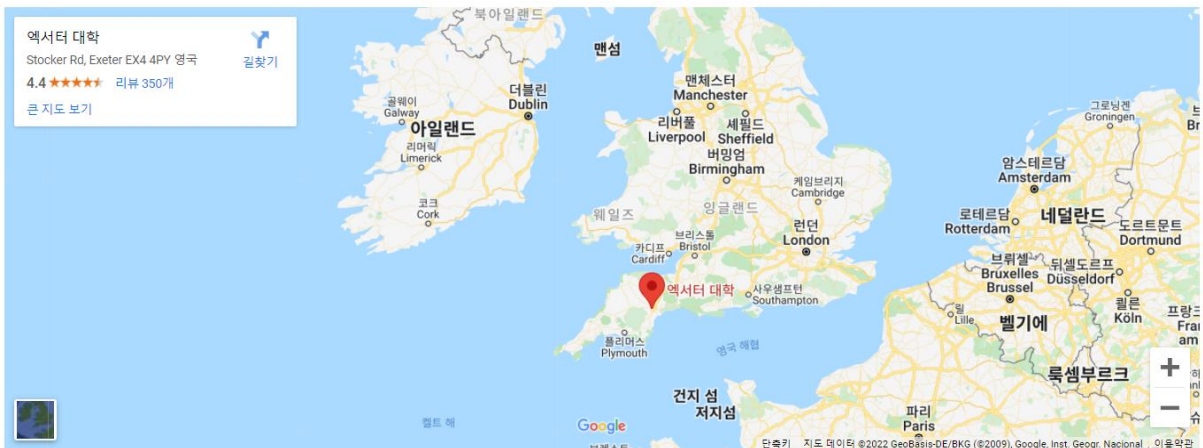 엑서터 대학
Stocker Rd, Exeter EX4 4PY 영국
4.4
리뷰 350개
큰 지도 보기
길찾기
북아일랜드
맨섬
더블린
Dublin
골웨이
Galway
아일랜드
리머릭
Limerick
코크
Cork
맨체스터
Manchester
리버풀
Liverpool
셰필드
Sheffield
버밍엄
Birmingham
케임브리지
Cambridge
웨일즈
잉글랜드
런던
London
브리스톨
Bristol
카디프
Cardiff
엑서터 대학
사우샘프턴
Southampton
플리머스
Plymouth
영국 해협
건지 섬
저지섬
켈트 해
그로닝겐
Groningen
암스테르담
Amsterdam
로테르담
Rotterdam
네덜란드
도르트문트
Dortmund
브뤼셀
Bruxelles
Brussel
뒤셀도르프
Düsseldorf
릴
Lille
벨기에
쾰른
Köln
룩셈부르크
파리
Paris
Google
단축키
지도 데이터 ©2022 GeoBasis-DE/BKG (©2009), Google, Inst. Geogr. Nacional
이용약관